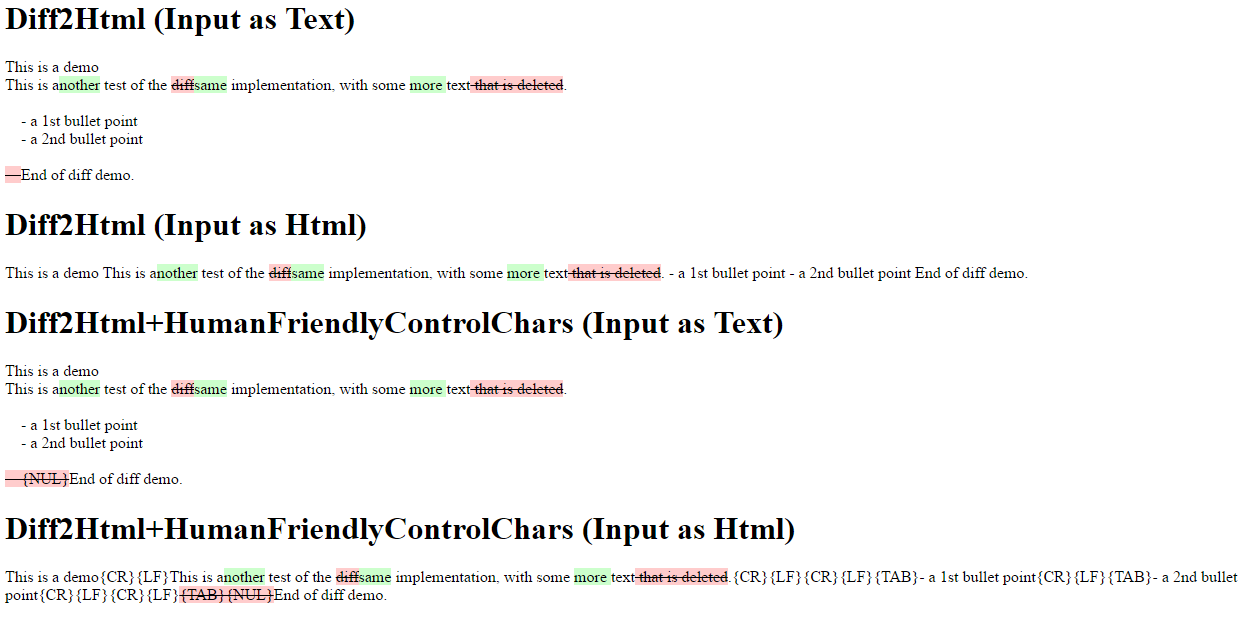 Diff2Html (Input as Text)
This is a demo
This is another test of the diffsame implementation, with some more text that is deleted.
- a 1st bullet point
- a 2nd bullet point
End of diff demo.
Diff2Html (Input as Html)
This is a demo This is another test of the diffsame implementation, with some more text that is deleted. - a 1st bullet point - a 2nd bullet point End of diff demo.
Diff2Html+HumanFriendlyControlChars (Input as Text)
This is a demo
This is another test of the diffsame implementation, with some more text that is deleted.
- a 1st bullet point
- a 2nd bullet point
{NUL}End of diff demo.
Diff2Html+HumanFriendlyControlChars (Input as Html)
This is a demo{CR}{LF}This is another test of the diffsame implementation, with some more text that is deleted.{CR}{LF}{CR}{LF}{TAB}- a 1st bullet point{CR}{LF}{TAB}- a 2nd bullet
point{CR}{LF}{CR}{LF}{TAB}{NUL}End of diff demo.